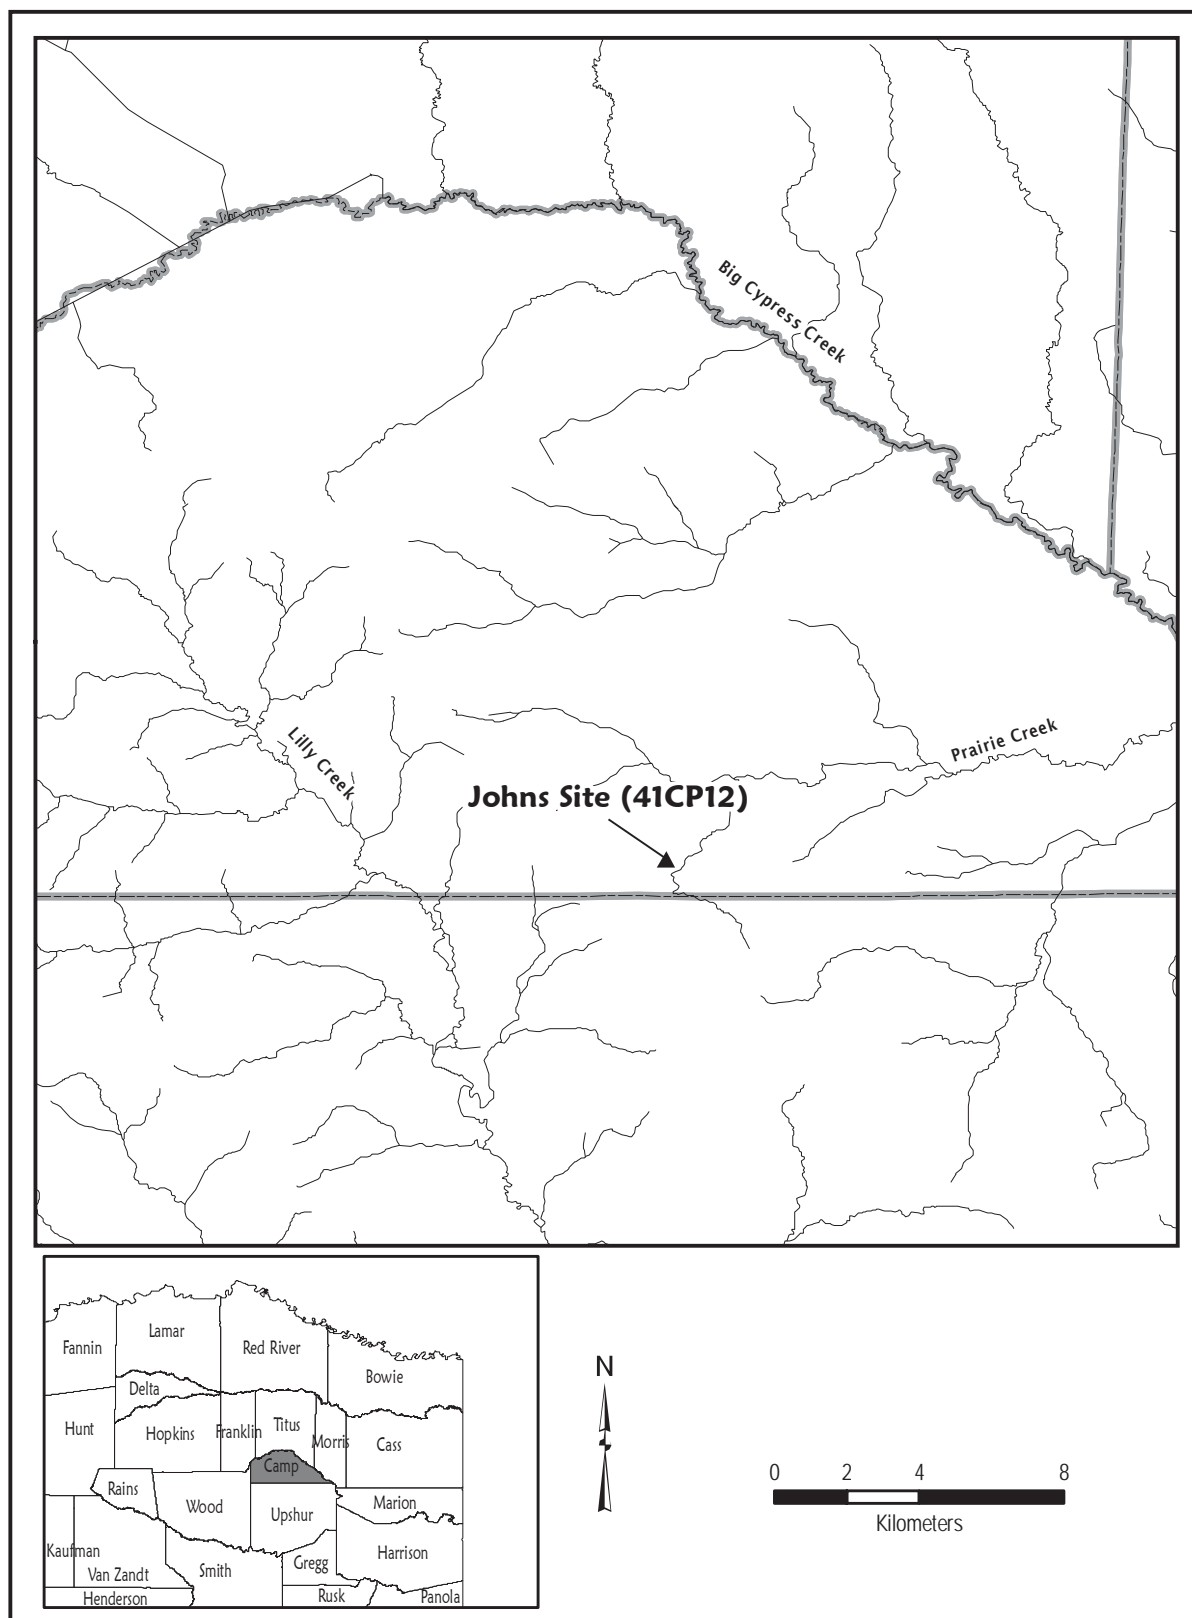 Big Cypress Creek
Prairie Creek
Lilly Creek
Johns Site (41CP12)
Fannin
Lamar
Red River
Bowie
Delta
Hunt
Hopkins
Franklin
Titus
Morris
Cass
Camp
Rains
Wood
Upshur
Marion
Kaufman
Van Zandt
Smith
Gregg
Harrison
Henderson
Rusk
Panola
N
0 2 4 8
Kilometers